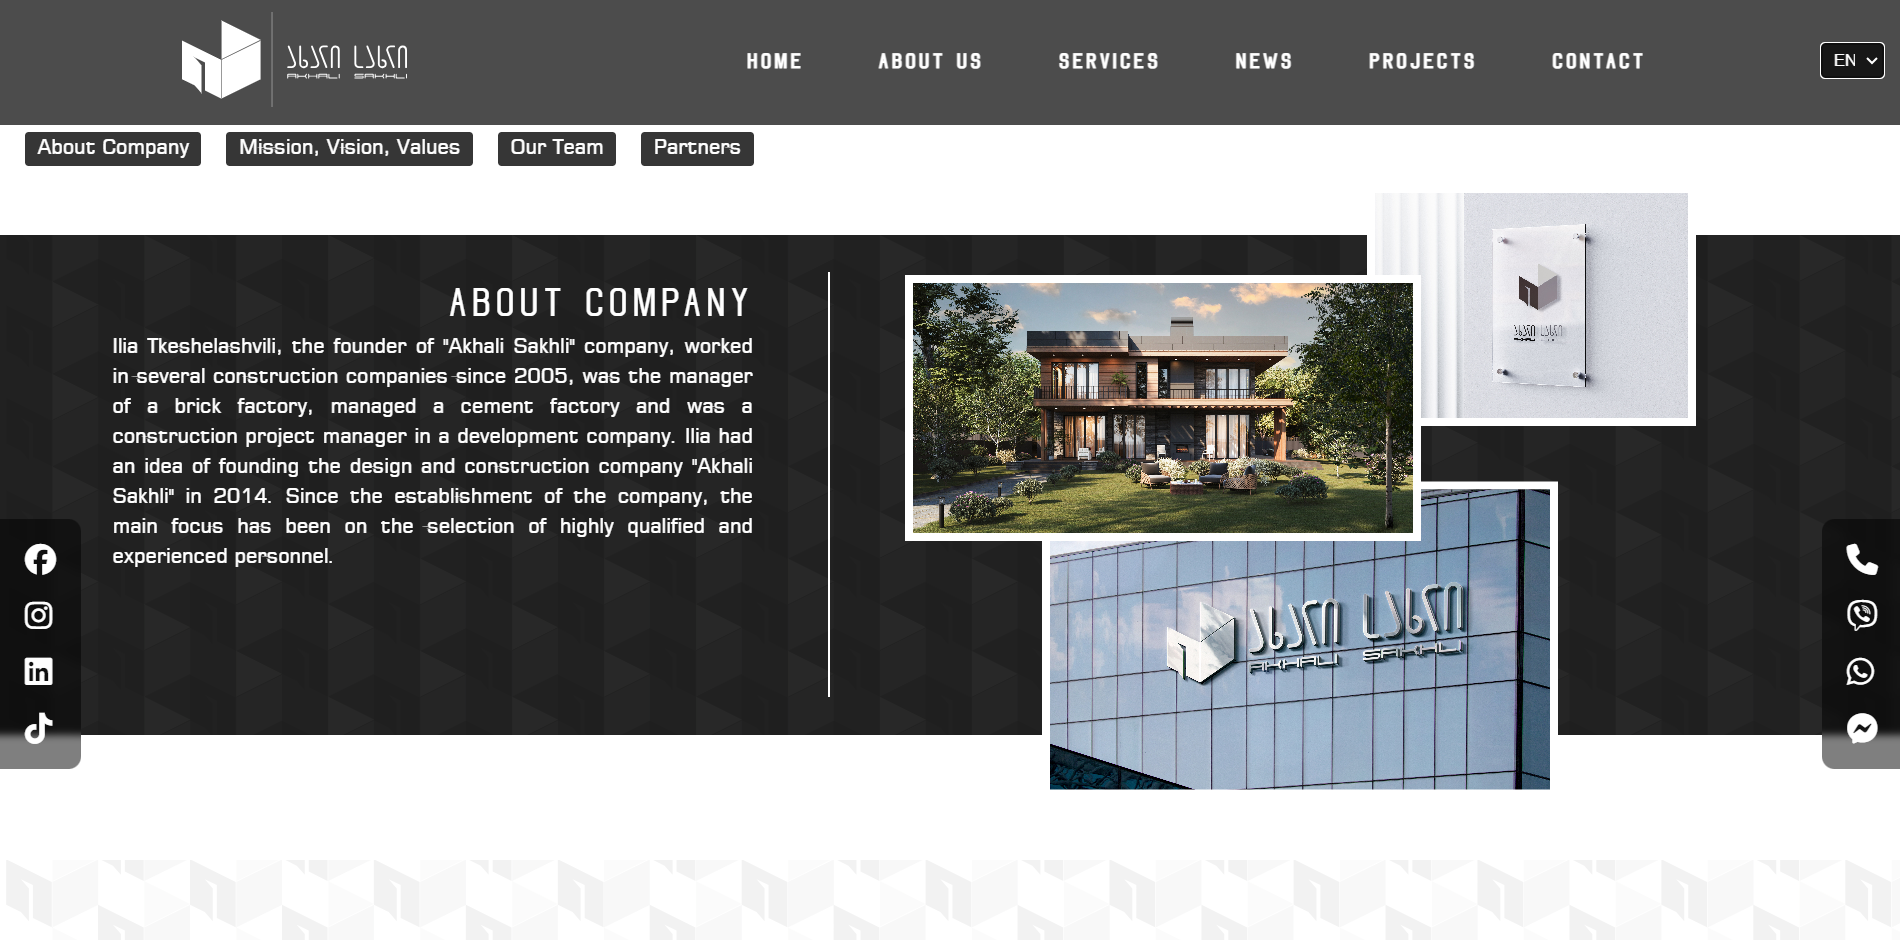 ახალი სახლი
AKHALI SAKHLI
HOME
ABOUT US
SERVICES
NEWS
PROJECTS
CONTACT
EN
About Company
Mission, Vision, Values
Our Team
Partners
ABOUT COMPANY
Ilia Tkeshelashvili, the founder of "Akhali Sakhli" company, worked
in several construction companies since 2005, was the manager
of a brick factory, managed a cement factory and was a
construction project manager in a development company. Ilia had
an idea of founding the design and construction company "Akhali
Sakhli" in 2014. Since the establishment of the company, the
main focus has been on the selection of highly qualified and
experienced personnel.
ახალი სახლი
AKHALI
ახალი სახლი
AKHALI SAKHLI